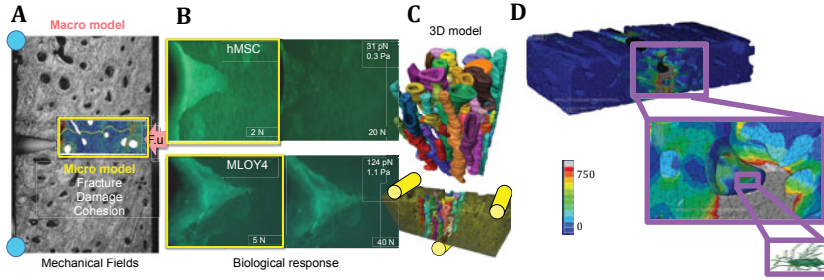 A
Macro model
F.u
Micro model
Fracture
Damage
Cohesion
Mechanical Fields
B
hMSC
31 pN
0.3 Pa
2 N
20 N
MLOY4
124 pN
1.1 Pa
5 N
40 N
Biological response
C
3D model
D
750
0